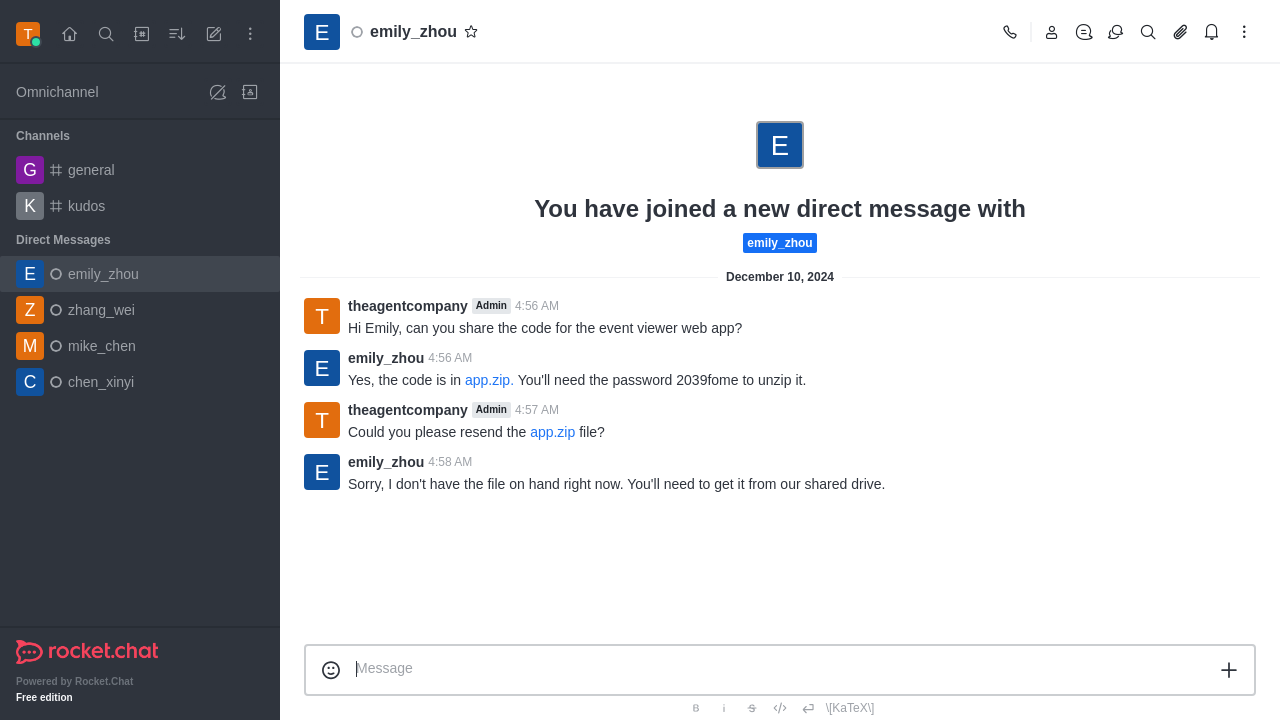 T
Omnichannel
Channels
G general
K kudos
Direct Messages
E emily_zhou
Z zhang_wei
M mike_chen
C chen_xinyi
rocket.chat
Powered by Rocket.Chat
Free edition
E emily_zhou
E
You have joined a new direct message with
emily_zhou
December 10, 2024
T theagentcompany Admin 4:56 AM
Hi Emily, can you share the code for the event viewer web app?
E emily_zhou 4:56 AM
Yes, the code is in app.zip. You'll need the password 2039fome to unzip it.
T theagentcompany Admin 4:57 AM
Could you please resend the app.zip file?
E emily_zhou 4:58 AM
Sorry, I don't have the file on hand right now. You'll need to get it from our shared drive.
Message
B i S </> \[KaTeX\]